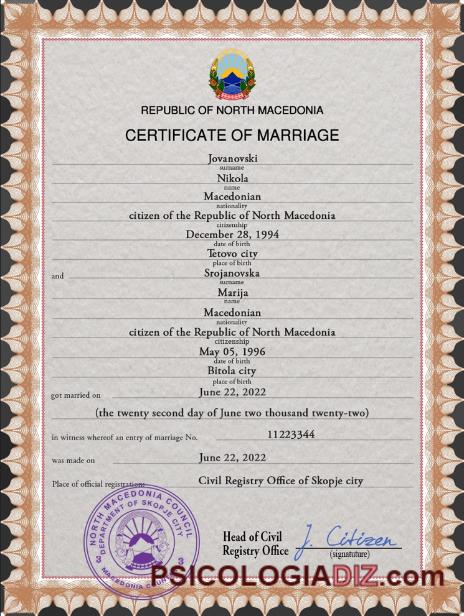 REPUBLIC OF NORTH MACEDONIA
CERTIFICATE OF MARRIAGE
Jovanovski
surname
Nikola
name
Macedonian
nationality
citizen of the Republic of North Macedonia
citizenship
December 28, 1994
date of birth
Tetovo city
place of birth
and Srojanovska
surname
Marija
name
Macedonian
nationality
citizen of the Republic of North Macedonia
citizenship
May 05, 1996
date of birth
Bitola city
place of birth
got married on June 22, 2022
(the twenty second day of June two thousand twenty-two)
in witness whereof an entry of marriage No. 11223344
was made on June 22, 2022
Place of official registration: Civil Registry Office of Skopje city
NORTH MACEDONIA COUNCIL
DEPARTMENT OF SKOPJE CITY
3 3
MACEDONIA COUNCIL
Head of Civil
Registry Office
J. Citizen
(signatuture)
PSICOLOGIADIZ.com